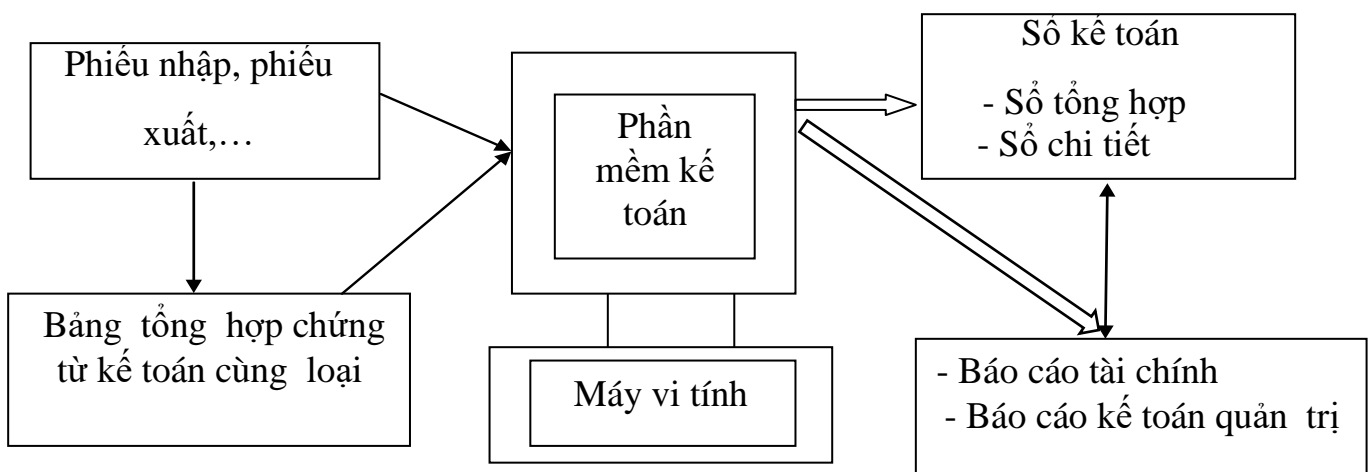 Phiếu nhập, phiếu
xuất,…
Bảng tổng hợp chứng
từ kế toán cùng loại
Phần
mềm kế
toán
Máy vi tính
Sổ kế toán
- Sổ tổng hợp
- Sổ chi tiết
- Báo cáo tài chính
- Báo cáo kế toán quản trị